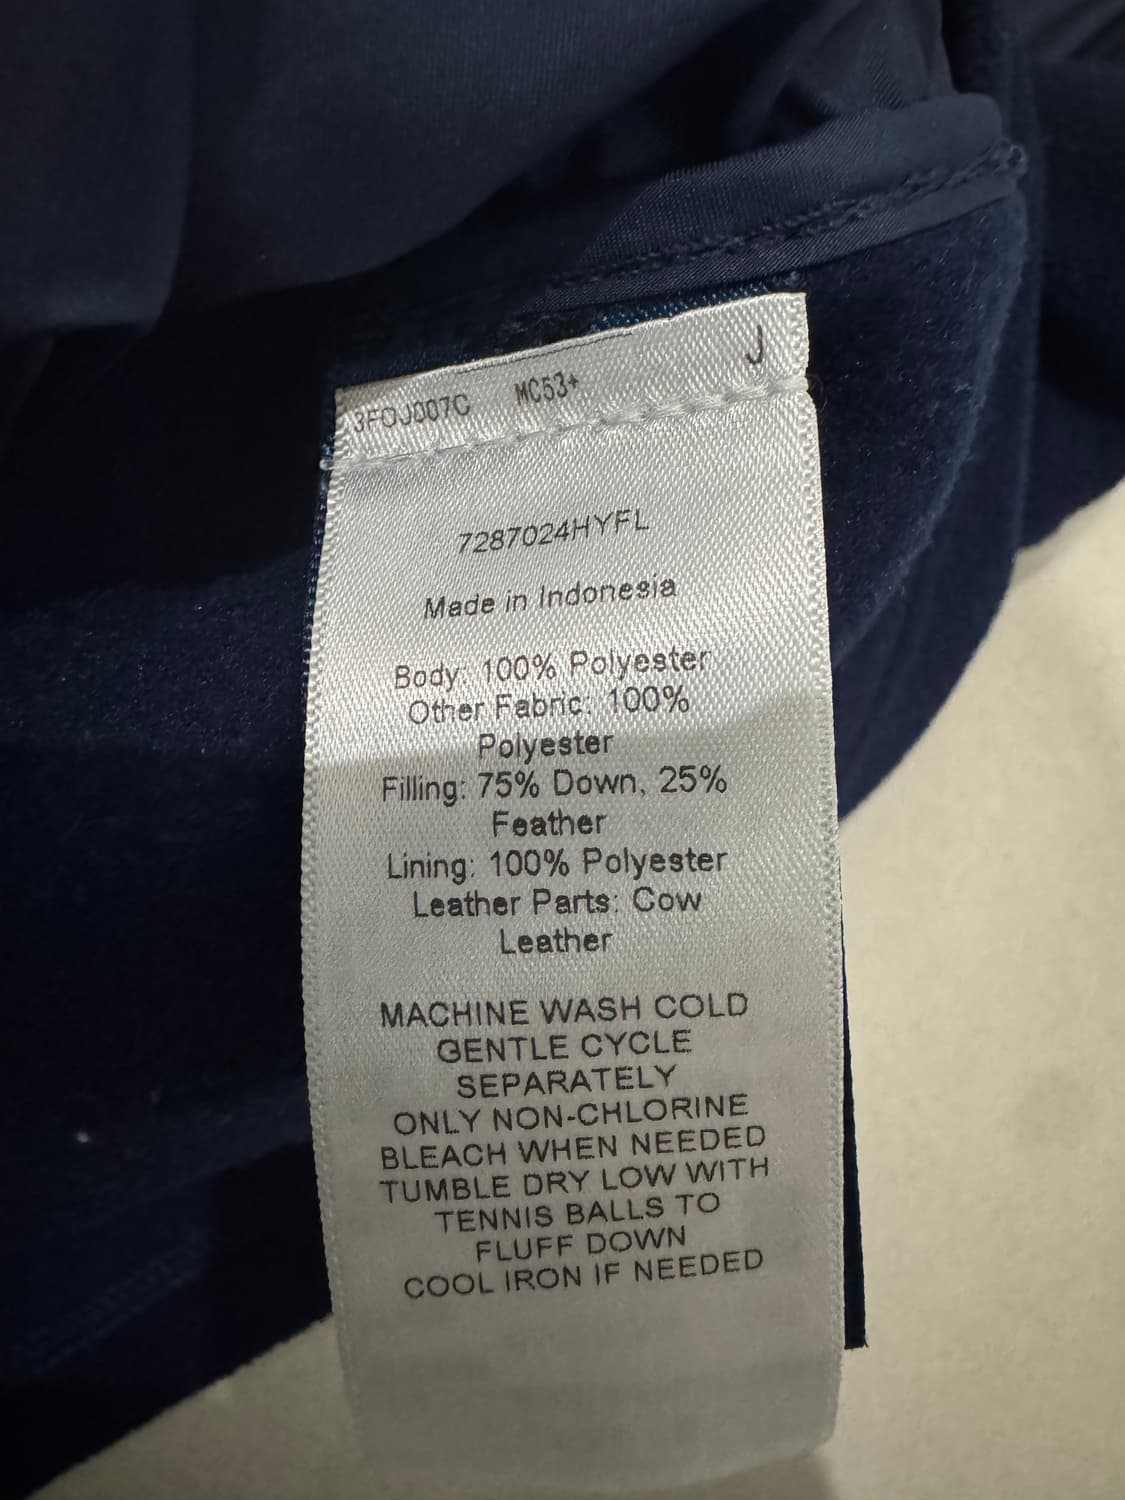 3FOJ007C MC53+ J
7287024HYFL
Made in Indonesia
Body: 100% Polyester
Other Fabric: 100%
Polyester
Filling: 75% Down, 25%
Feather
Lining: 100% Polyester
Leather Parts: Cow
Leather
MACHINE WASH COLD
GENTLE CYCLE
SEPARATELY
ONLY NON-CHLORINE
BLEACH WHEN NEEDED
TUMBLE DRY LOW WITH
TENNIS BALLS TO
FLUFF DOWN
COOL IRON IF NEEDED